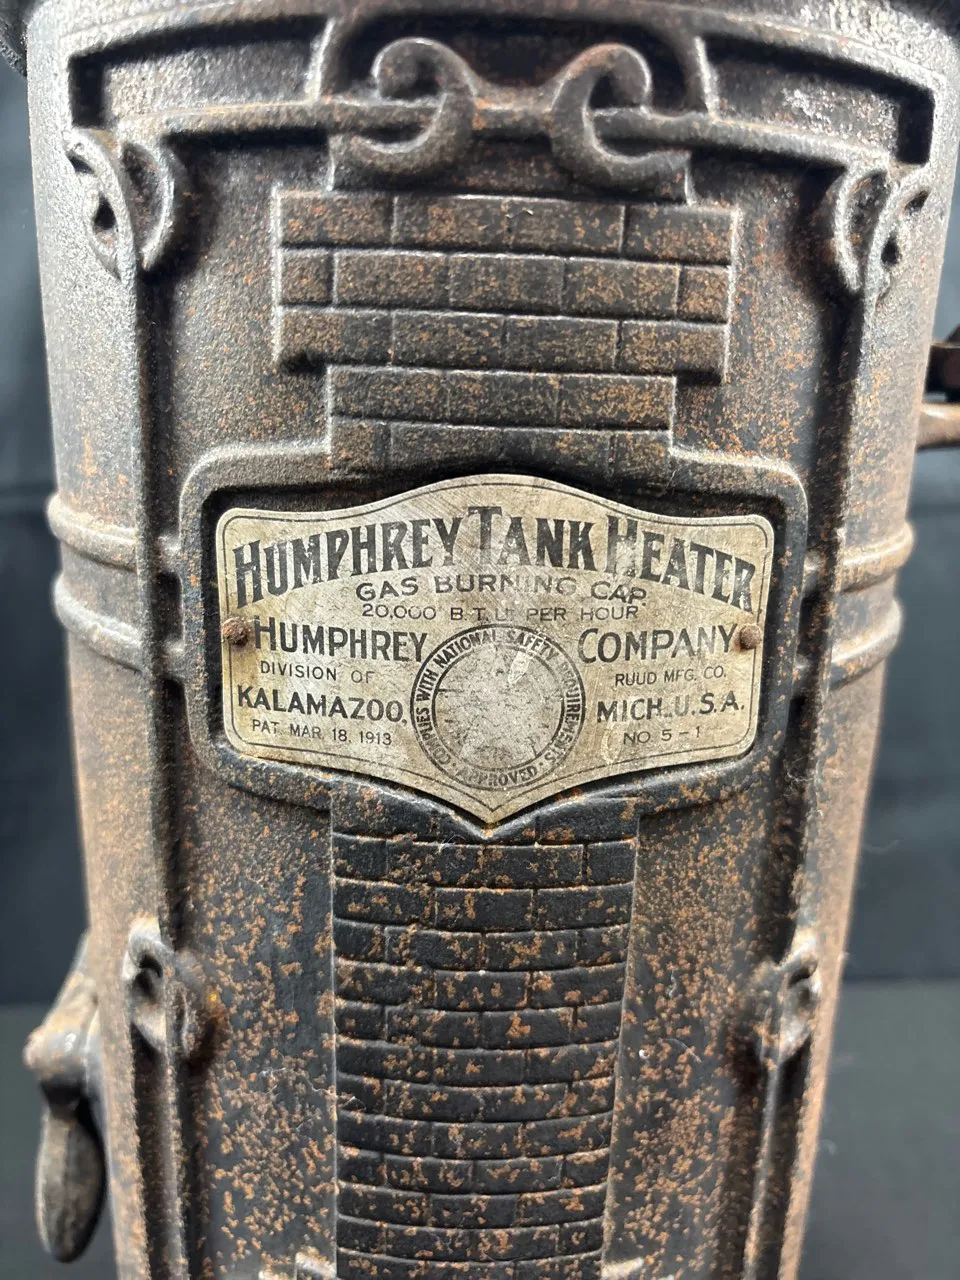 HUMPHREY TANK HEATER
GAS BURNING CAP.
20,000 B.T.U. PER HOUR
HUMPHREY COMPANY
DIVISION OF RUUD MFG. CO.
KALAMAZOO, MICH. U.S.A.
PAT. MAR. 18, 1913 NO 5-1
COMPLIES WITH NATIONAL SAFETY REQUIREMENTS
· APPROVED ·